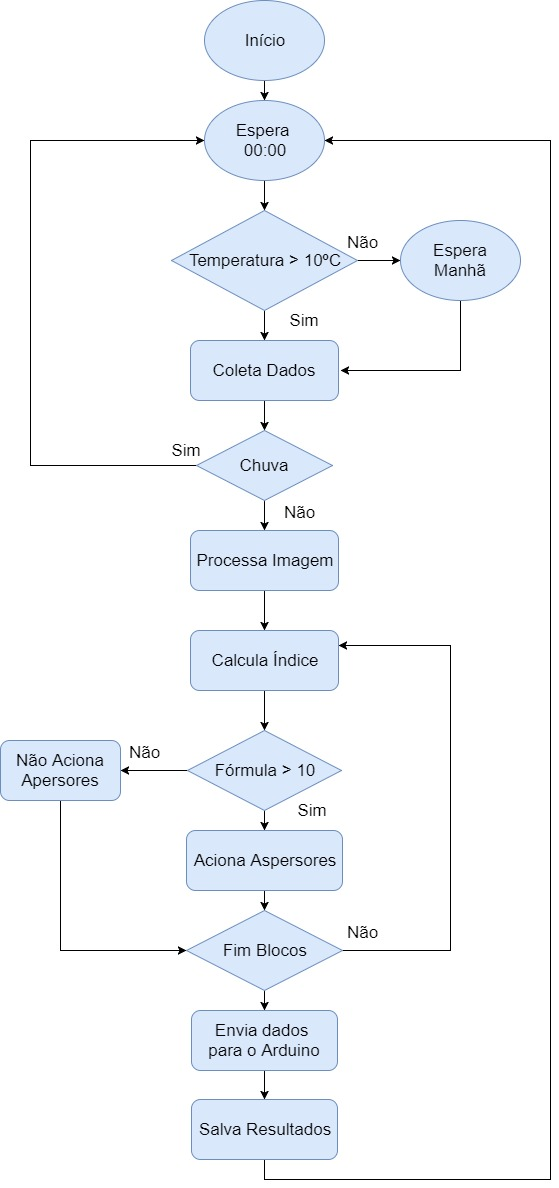 Início
Espera
00:00
Temperatura > 10ºC
Não
Espera
Manhã
Sim
Coleta Dados
Sim
Chuva
Não
Processa Imagem
Calcula Índice
Não Aciona
Apersores
Não
Fórmula > 10
Sim
Aciona Aspersores
Fim Blocos
Não
Envia dados
para o Arduino
Salva Resultados